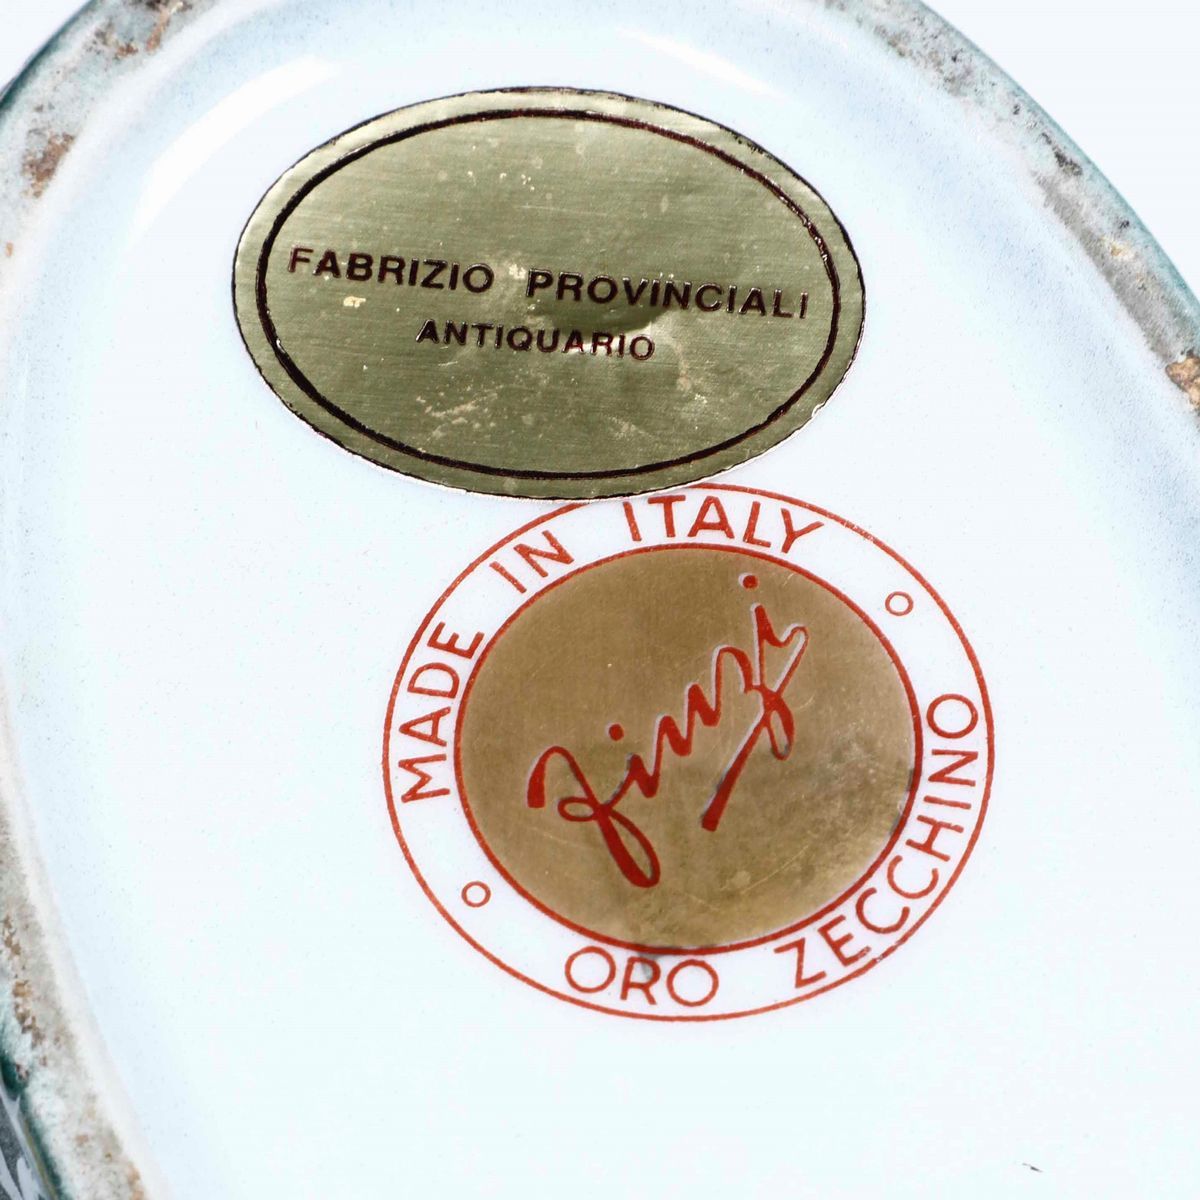 FABRIZIO PROVINCIALI
ANTIQUARIO
MADE IN ITALY
Zinzi
ORO ZECCHINO